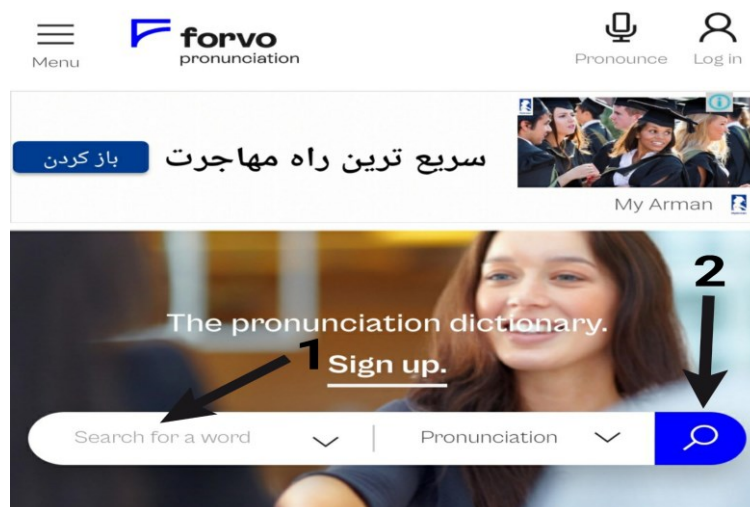 forvo
pronunciation
Menu
Pronounce
Log in
سریع ترین راه مهاجرت
باز کردن
My Arman
The pronunciation dictionary.
Sign up.
1
2
Search for a word
Pronunciation